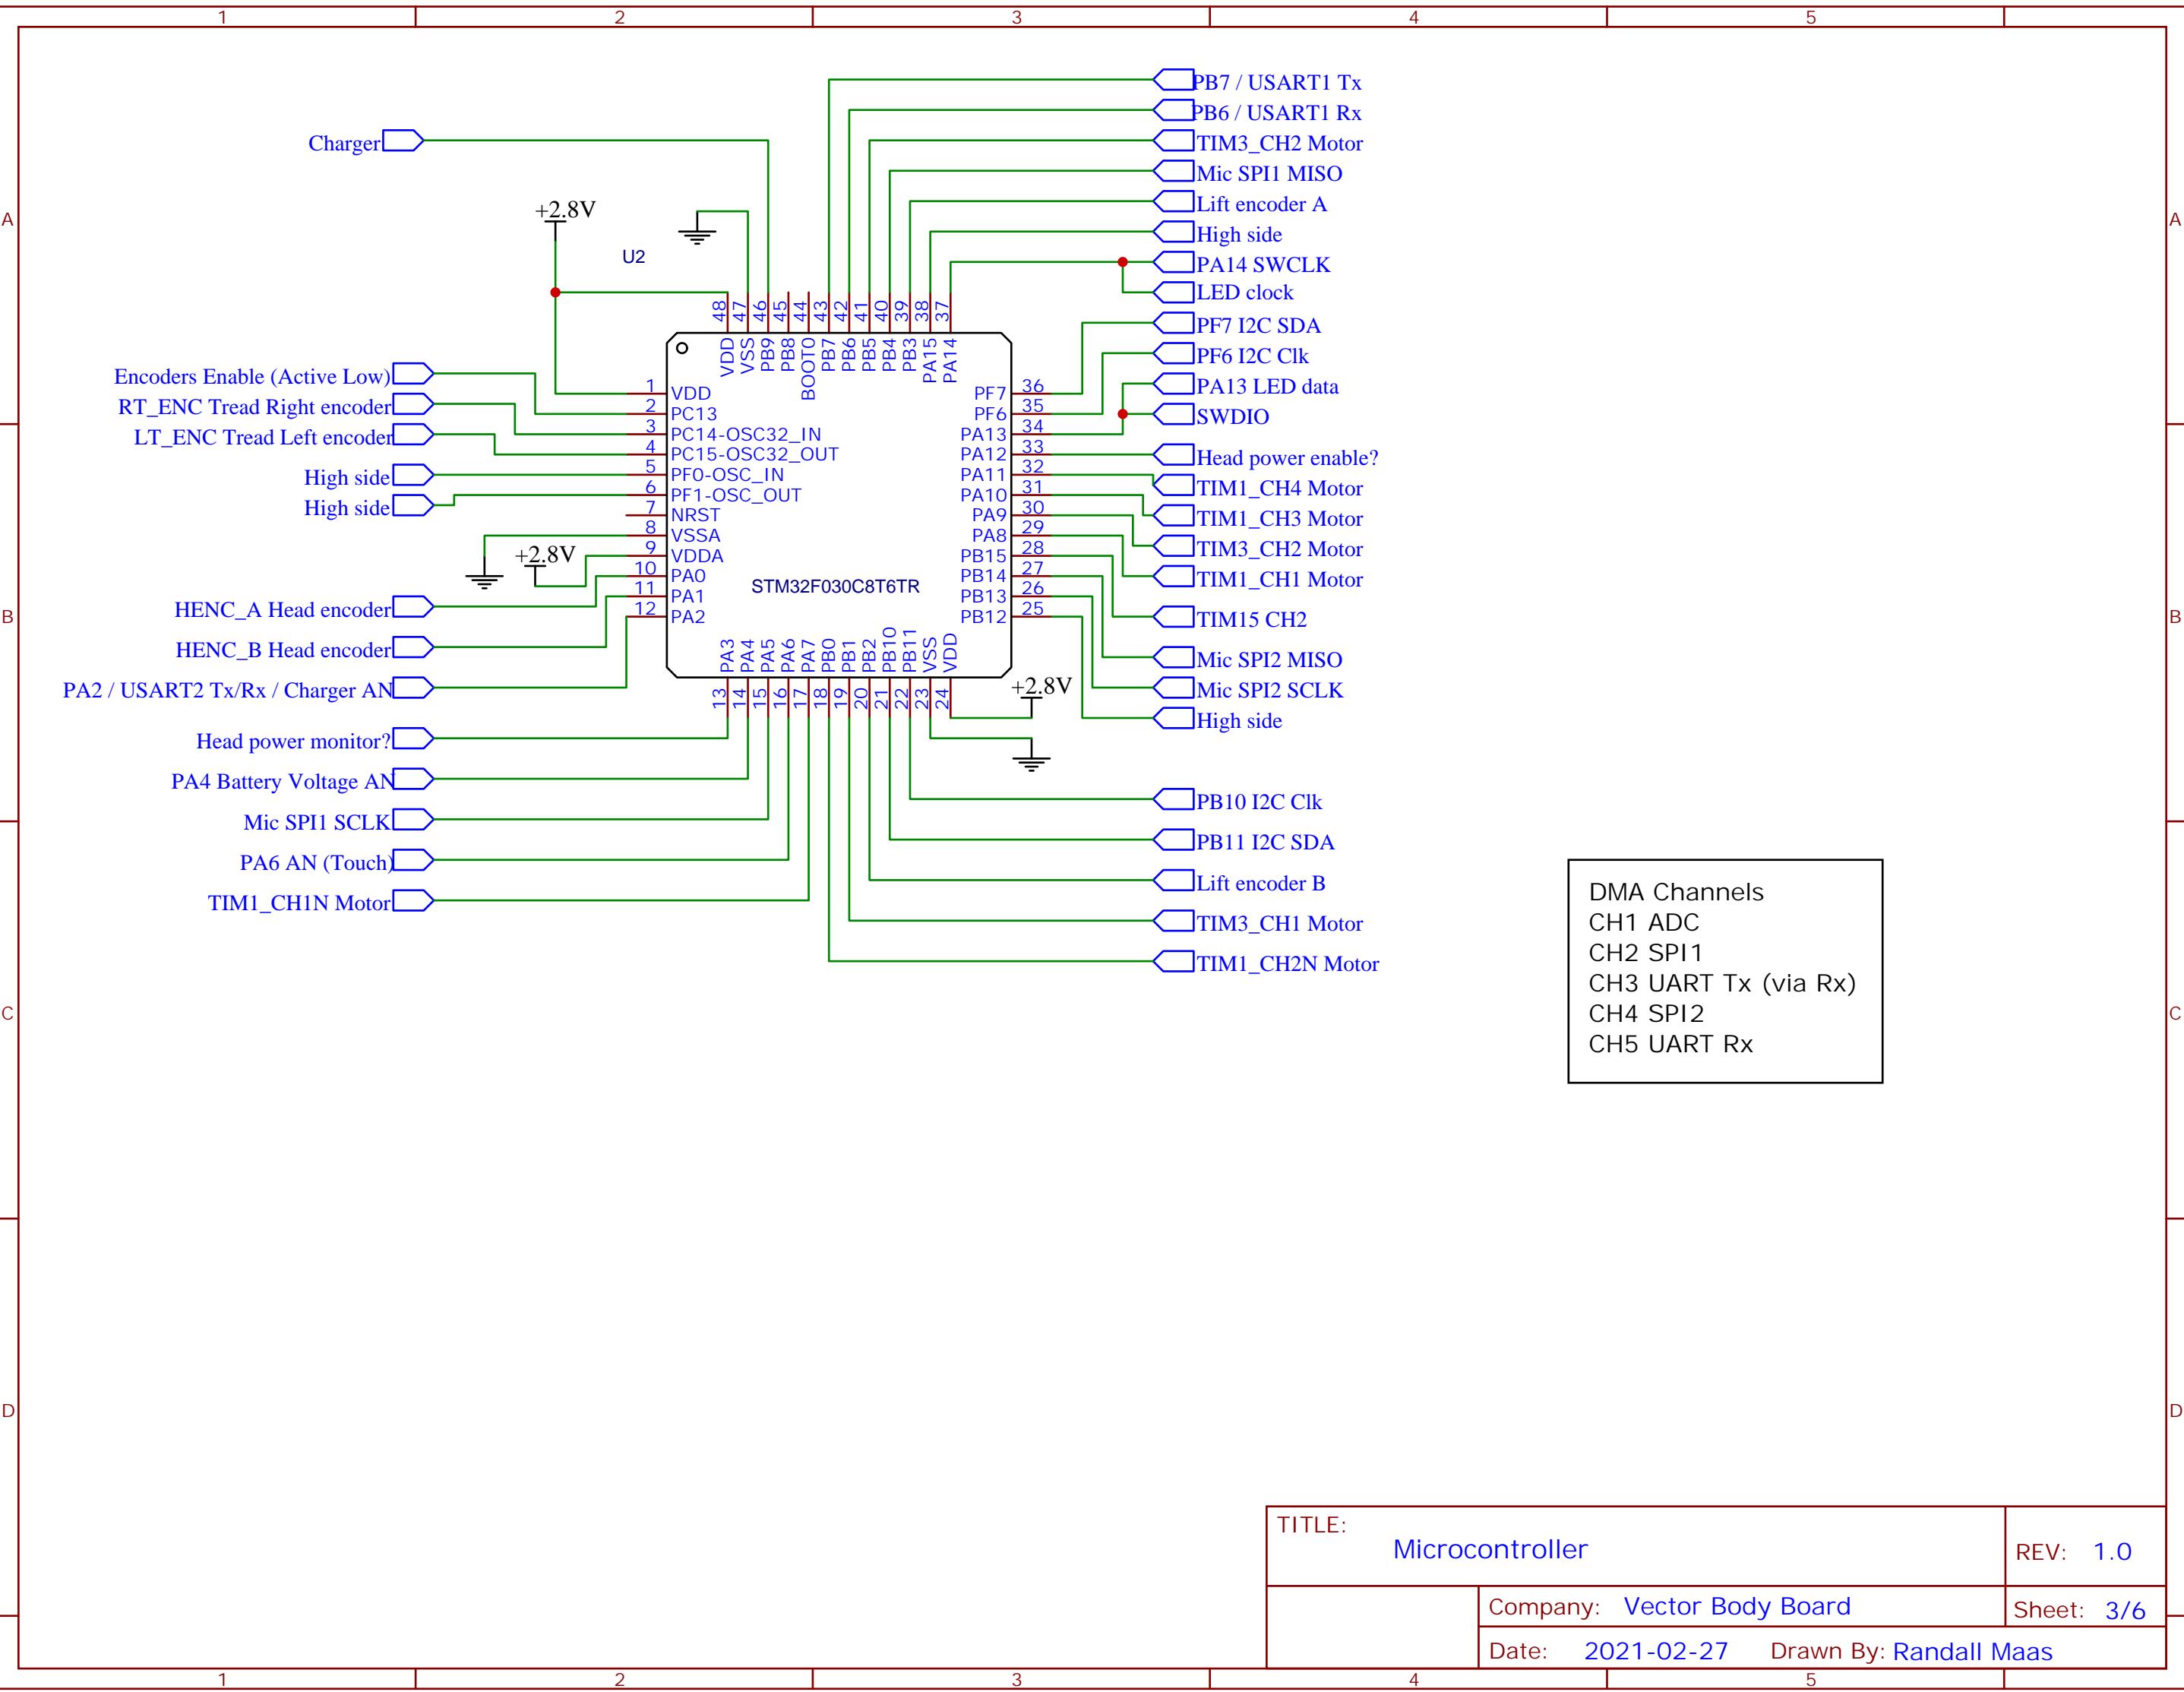 1 2 3 4 5
A A
B B
C C
D D
1 2 3 4 5
Charger
+2.8V
U2
Encoders Enable (Active Low)
RT_ENC Tread Right encoder
LT_ENC Tread Left encoder
High side
High side
+2.8V
HENC_A Head encoder
HENC_B Head encoder
PA2 / USART2 Tx/Rx / Charger AN
Head power monitor?
PA4 Battery Voltage AN
Mic SPI1 SCLK
PA6 AN (Touch)
TIM1_CH1N Motor
48 VDD
47 VSS
46 PB9
45 PB8
44 BOOT0
43 PB7
42 PB6
41 PB5
40 PB4
39 PB3
38 PA15
37 PA14
1 VDD
2 PC13
3 PC14-OSC32_IN
4 PC15-OSC32_OUT
5 PF0-OSC_IN
6 PF1-OSC_OUT
7 NRST
8 VSSA
9 VDDA
10 PA0
11 PA1
12 PA2
STM32F030C8T6TR
PF7 36
PF6 35
PA13 34
PA12 33
PA11 32
PA10 31
PA9 30
PA8 29
PB15 28
PB14 27
PB13 26
PB12 25
13 PA3
14 PA4
15 PA5
16 PA6
17 PA7
18 PB0
19 PB1
20 PB2
21 PB10
22 PB11
23 VSS
24 VDD
+2.8V
PB7 / USART1 Tx
PB6 / USART1 Rx
TIM3_CH2 Motor
Mic SPI1 MISO
Lift encoder A
High side
PA14 SWCLK
LED clock
PF7 I2C SDA
PF6 I2C Clk
PA13 LED data
SWDIO
Head power enable?
TIM1_CH4 Motor
TIM1_CH3 Motor
TIM3_CH2 Motor
TIM1_CH1 Motor
TIM15 CH2
Mic SPI2 MISO
Mic SPI2 SCLK
High side
PB10 I2C Clk
PB11 I2C SDA
Lift encoder B
TIM3_CH1 Motor
TIM1_CH2N Motor
DMA Channels
CH1 ADC
CH2 SPI1
CH3 UART Tx (via Rx)
CH4 SPI2
CH5 UART Rx
TITLE:
Microcontroller
REV: 1.0
Company: Vector Body Board
Sheet: 3/6
Date: 2021-02-27 Drawn By: Randall Maas